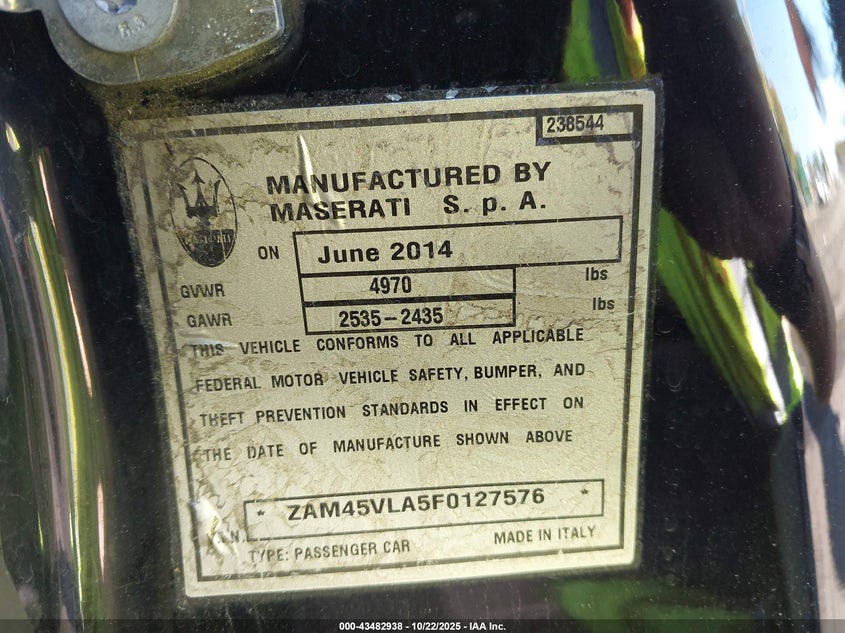 238544
MANUFACTURED BY
MASERATI S. p. A.
ON June 2014
GVWR 4970 lbs
GAWR 2535-2435 lbs
THIS VEHICLE CONFORMS TO ALL APPLICABLE
FEDERAL MOTOR VEHICLE SAFETY, BUMPER, AND
THEFT PREVENTION STANDARDS IN EFFECT ON
THE DATE OF MANUFACTURE SHOWN ABOVE
* ZAM45VLA5F0127576 *
V.I.N.
TYPE: PASSENGER CAR MADE IN ITALY
000-43482938 - 10/22/2025 - IAA Inc.